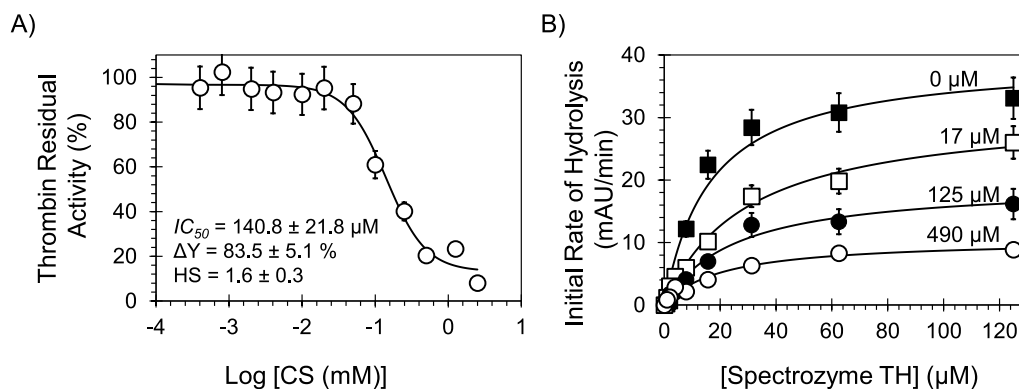 A)
Thrombin Residual
Activity (%)
100
80
60
40
20
0
IC50 = 140.8 ± 21.8 µM
ΔY = 83.5 ± 5.1 %
HS = 1.6 ± 0.3
-4
-3
-2
-1
0
1
Log [CS (mM)]
B)
Initial Rate of Hydrolysis
(mAU/min)
40
30
20
10
0
0 µM
17 µM
125 µM
490 µM
0
20
40
60
80
100
120
[Spectrozyme TH] (µM)